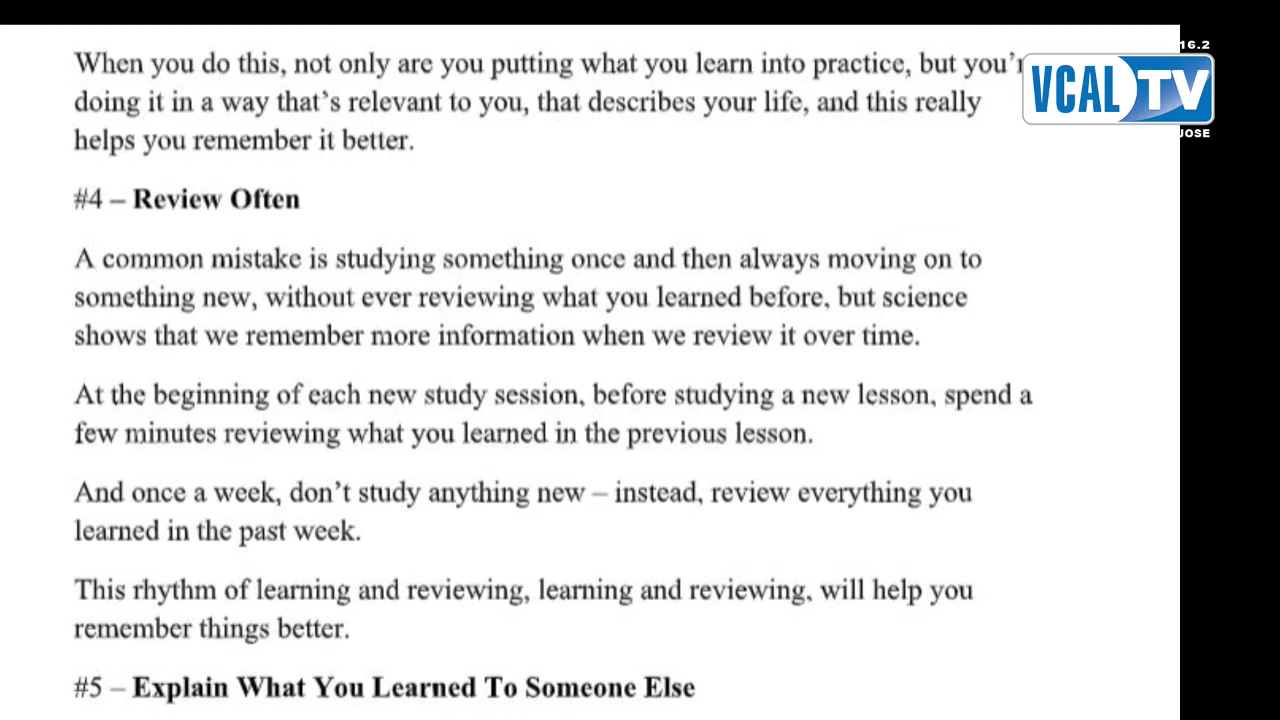 16.2
VCAL TV
JOSE
When you do this, not only are you putting what you learn into practice, but you'r
doing it in a way that's relevant to you, that describes your life, and this really
helps you remember it better.
#4 – Review Often
A common mistake is studying something once and then always moving on to
something new, without ever reviewing what you learned before, but science
shows that we remember more information when we review it over time.
At the beginning of each new study session, before studying a new lesson, spend a
few minutes reviewing what you learned in the previous lesson.
And once a week, don't study anything new – instead, review everything you
learned in the past week.
This rhythm of learning and reviewing, learning and reviewing, will help you
remember things better.
#5 – Explain What You Learned To Someone Else